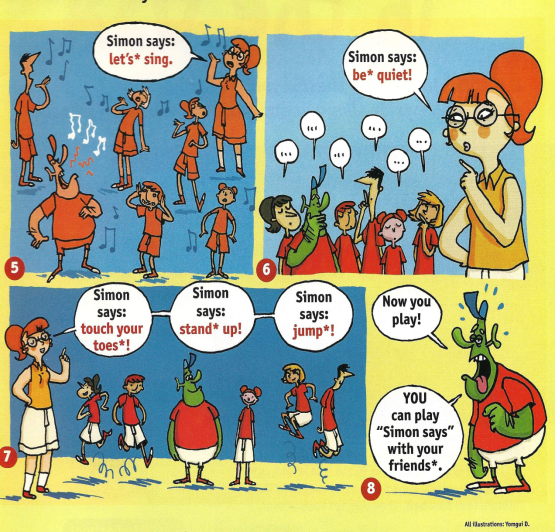 Simon says:
let's* sing.
5
Simon says:
be* quiet!
...
...
...
...
...
6
Simon
says:
touch your
toes*!
Simon
says:
stand* up!
Simon
says:
jump*!
7
Now you
play!
YOU
can play
"Simon says"
with your
friends*.
8
All illustrations: Yomgui D.